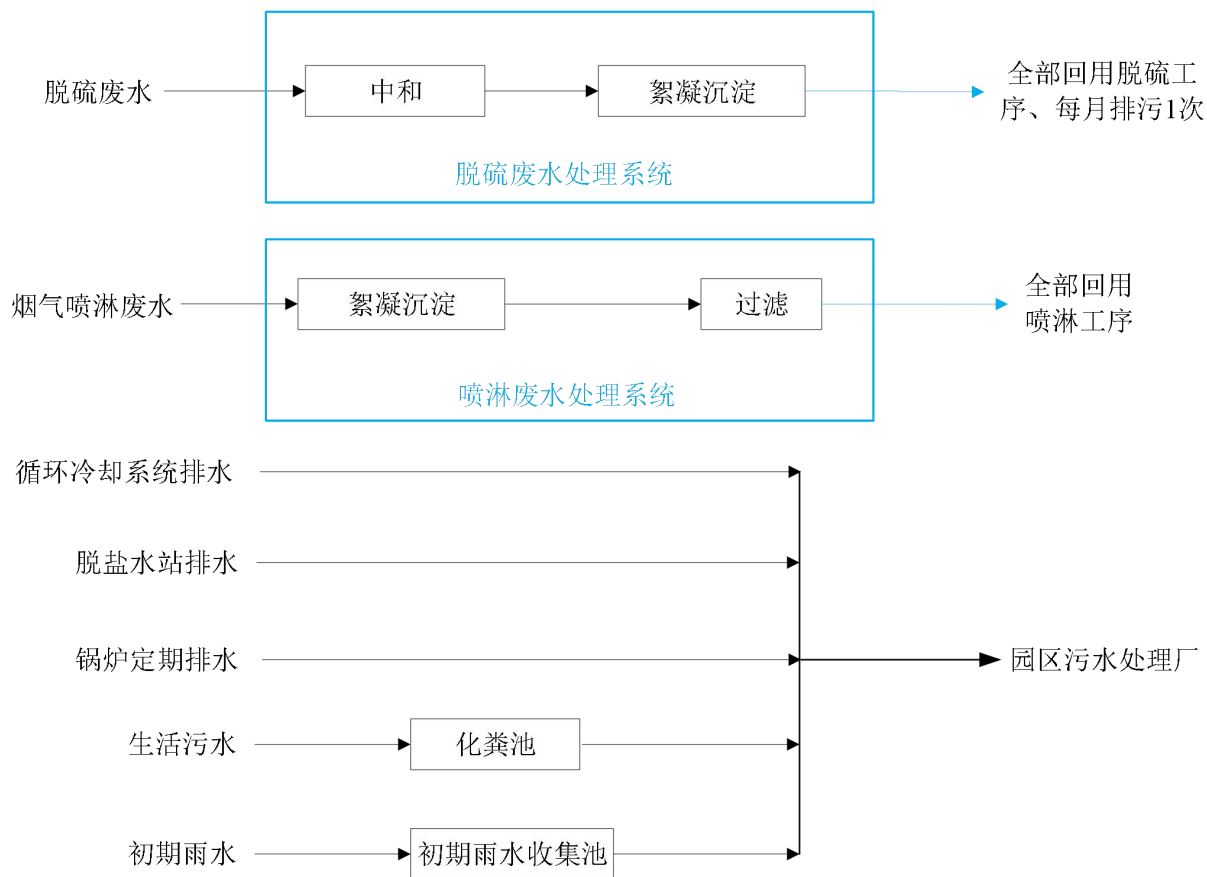 脱硫废水
中和
絮凝沉淀
全部回用脱硫工
序、每月排污1次
脱硫废水处理系统
烟气喷淋废水
絮凝沉淀
过滤
全部回用
喷淋工序
喷淋废水处理系统
循环冷却系统排水
脱盐水站排水
锅炉定期排水
园区污水处理厂
生活污水
化粪池
初期雨水
初期雨水收集池